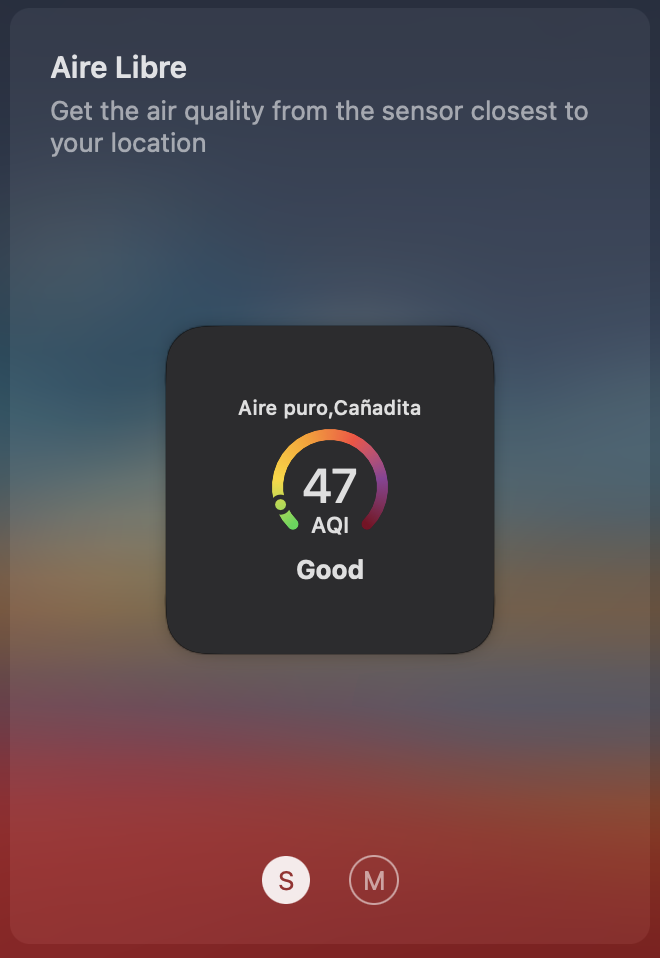 Aire Libre
Get the air quality from the sensor closest to
your location
Aire puro,Cañadita
47
AQI
Good
S
M